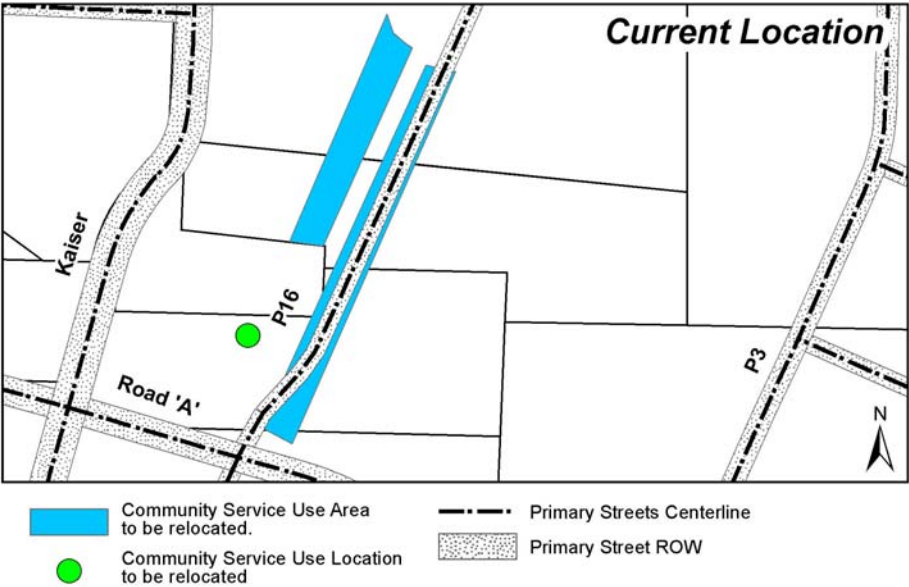 Current Location
Kaiser
P16
Road 'A'
P3
N
Community Service Use Area
to be relocated.
Community Service Use Location
to be relocated
Primary Streets Centerline
Primary Street ROW